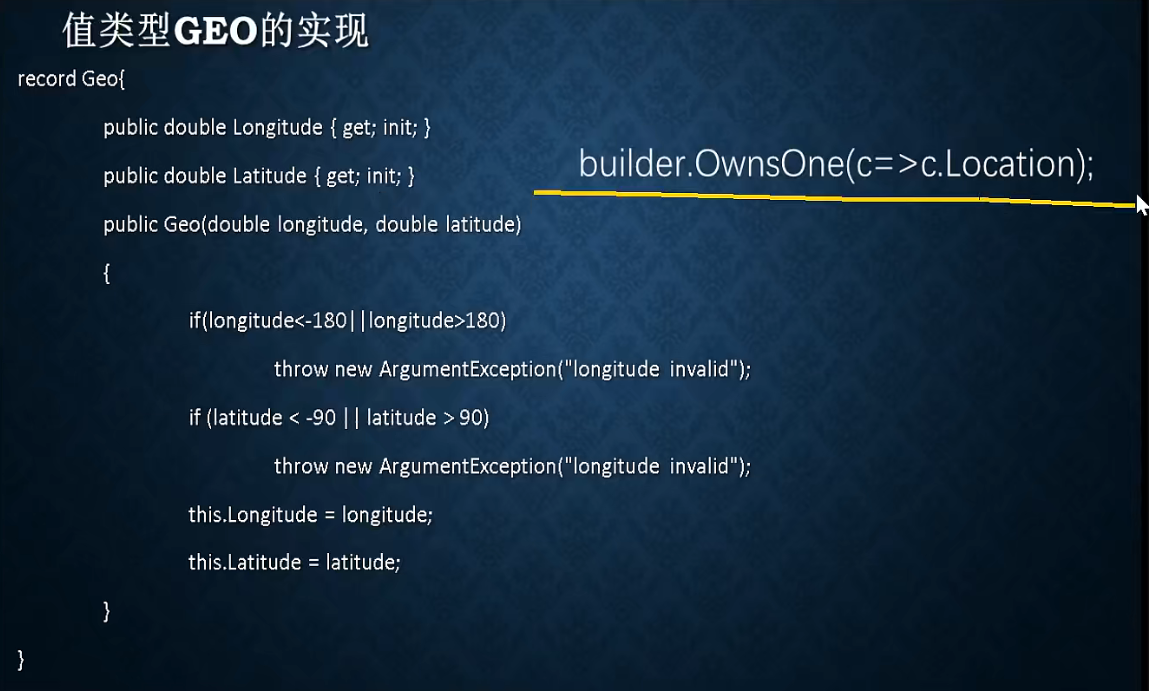 值类型GEO的实现
record Geo{
public double Longitude { get; init; }
builder.OwnsOne(c=>c.Location);
public double Latitude { get; init; }
public Geo(double longitude, double latitude)
{
if(longitude<-180||longitude>180)
throw new ArgumentException("longitude invalid");
if (latitude < -90 || latitude > 90)
throw new ArgumentException("longitude invalid");
this.Longitude = longitude;
this.Latitude = latitude;
}
}